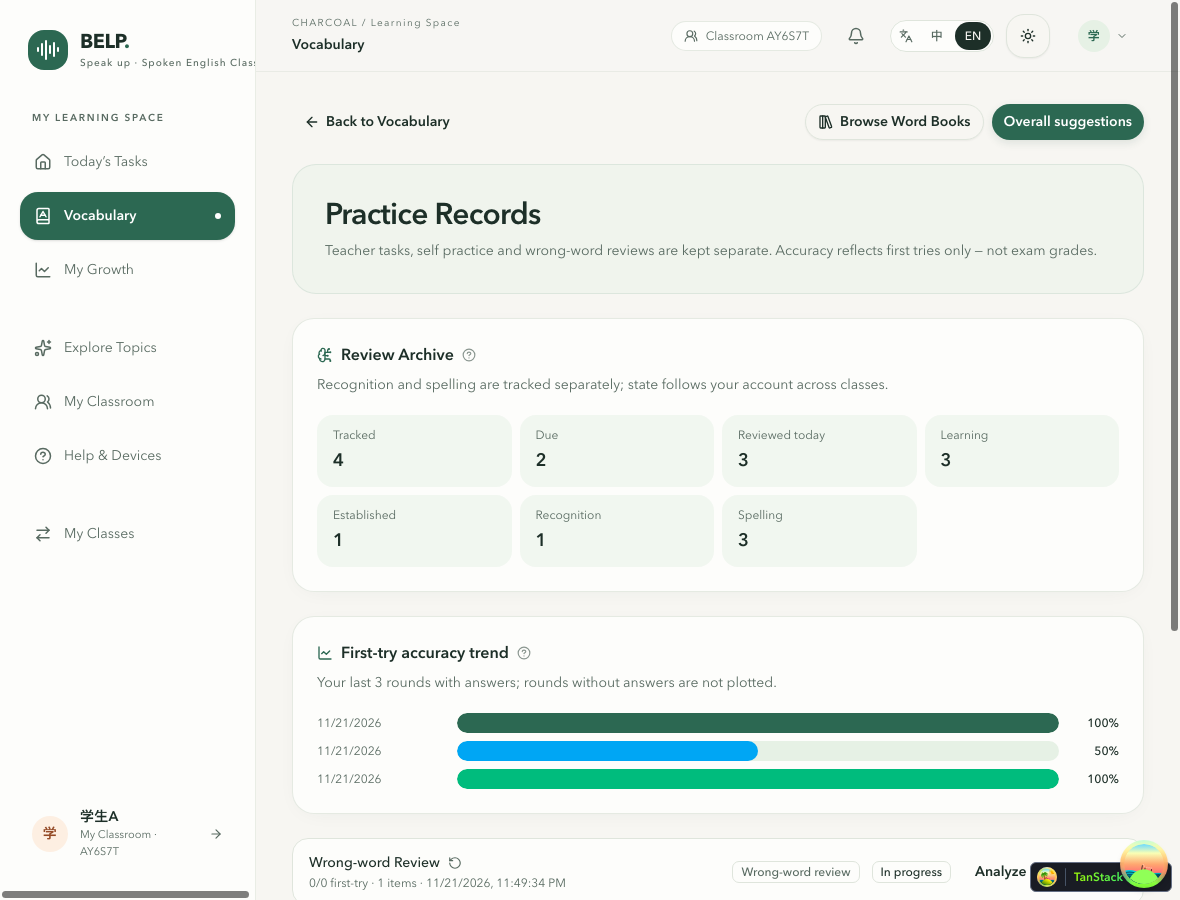 BELP.
Speak up · Spoken English Clas
MY LEARNING SPACE
Today's Tasks
Vocabulary
My Growth
Explore Topics
My Classroom
Help & Devices
My Classes
学
学生A
My Classroom ·
AY6S7T
CHARCOAL / Learning Space
Vocabulary
Classroom AY6S7T
中
EN
学
Back to Vocabulary
Browse Word Books
Overall suggestions
Practice Records
Teacher tasks, self practice and wrong-word reviews are kept separate. Accuracy reflects first tries only – not exam grades.
Review Archive
Recognition and spelling are tracked separately; state follows your account across classes.
Tracked
4
Due
2
Reviewed today
3
Learning
3
Established
1
Recognition
1
Spelling
3
First-try accuracy trend
Your last 3 rounds with answers; rounds without answers are not plotted.
11/21/2026 100%
11/21/2026 50%
11/21/2026 100%
Wrong-word Review
0/0 first-try · 1 items · 11/21/2026, 11:49:34 PM
Wrong-word review
In progress
Analyze
TanStack